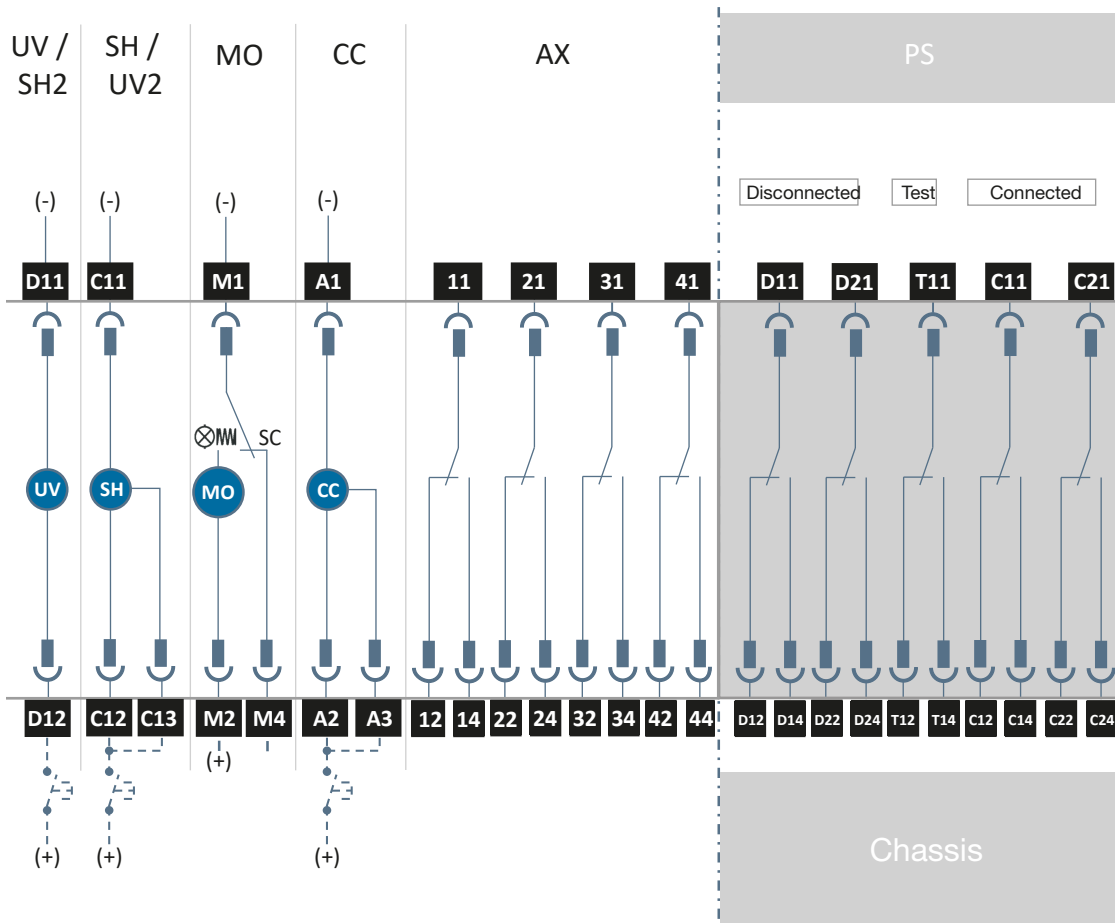 UV / SH2
SH / UV2
MO
CC
AX
PS
Disconnected
Test
Connected
(-) (-) (-) (-)
D11 C11 M1 A1 11 21 31 41 D11 D21 T11 C11 C21
SC
UV SH MO CC
D12 C12 C13 M2 M4 A2 A3 12 14 22 24 32 34 42 44 D12 D14 D22 D24 T12 T14 C12 C14 C22 C24
(+)
(+) (+) (+)
Chassis